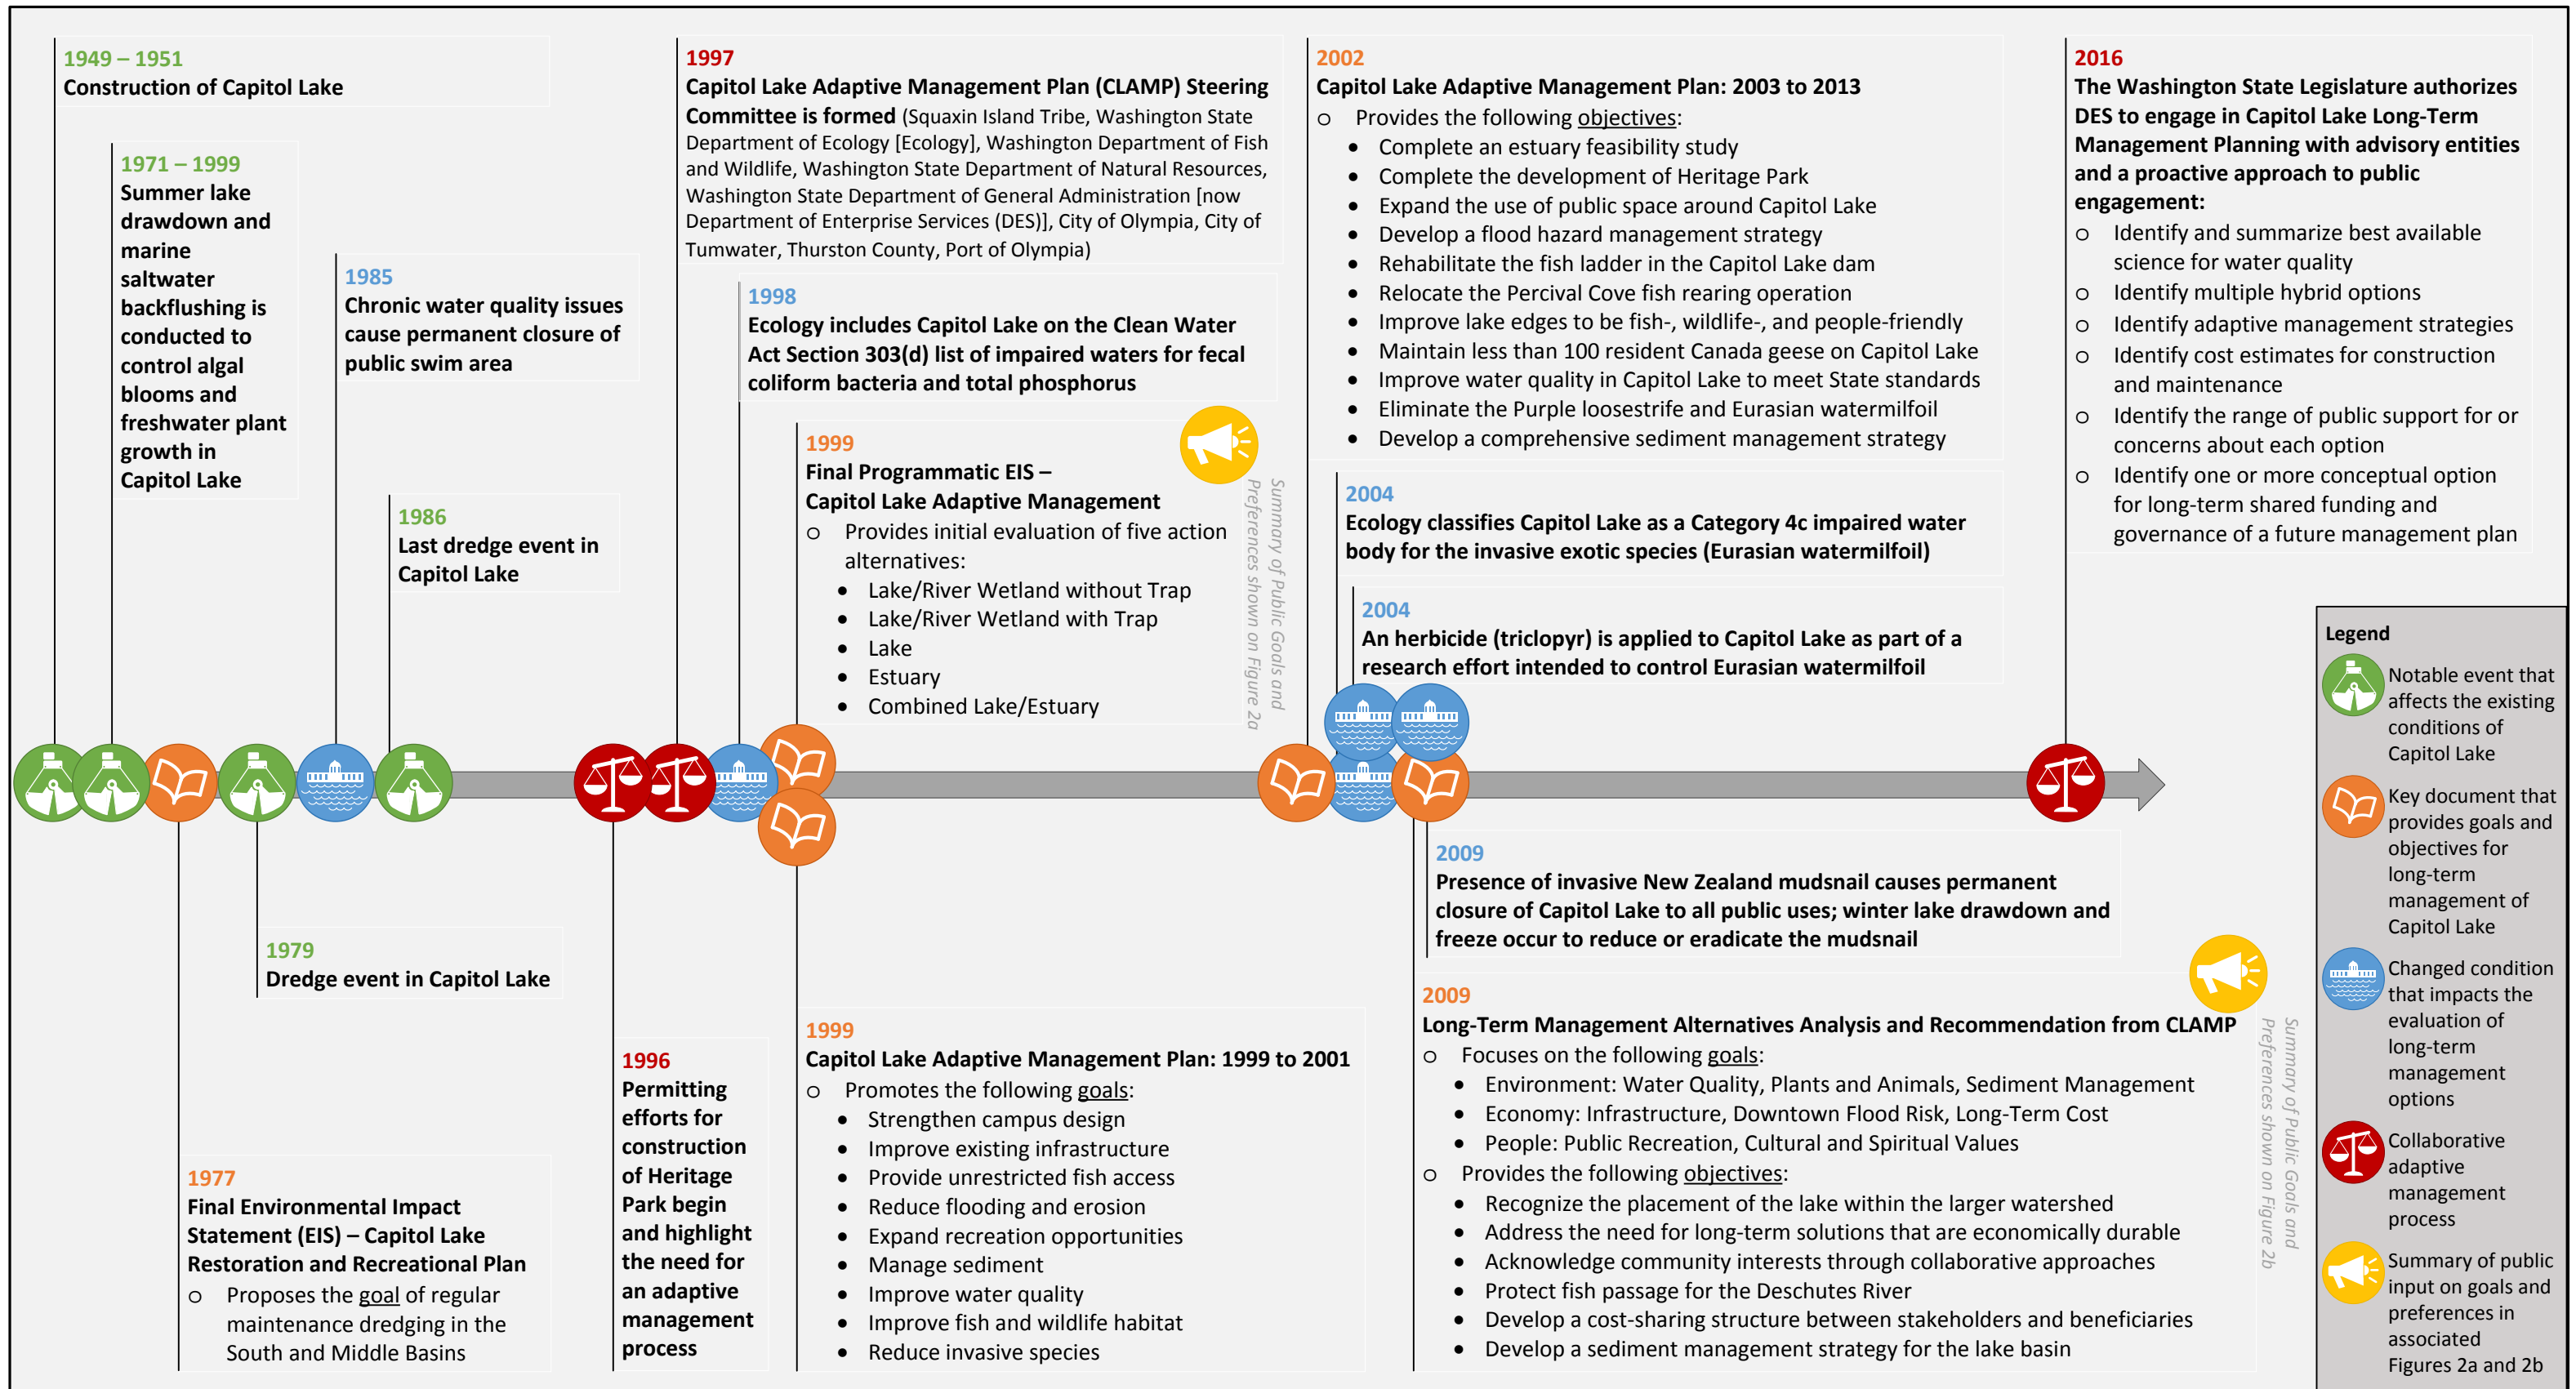 1949 – 1951
Construction of Capitol Lake
1971 – 1999
Summer lake
drawdown and
marine
saltwater
backflushing is
conducted to
control algal
blooms and
freshwater plant
growth in
Capitol Lake
1985
Chronic water quality issues
cause permanent closure of
public swim area
1986
Last dredge event in
Capitol Lake
1997
Capitol Lake Adaptive Management Plan (CLAMP) Steering
Committee is formed (Squaxin Island Tribe, Washington State
Department of Ecology [Ecology], Washington Department of Fish
and Wildlife, Washington State Department of Natural Resources,
Washington State Department of General Administration [now
Department of Enterprise Services (DES)], City of Olympia, City of
Tumwater, Thurston County, Port of Olympia)
1998
Ecology includes Capitol Lake on the Clean Water
Act Section 303(d) list of impaired waters for fecal
coliform bacteria and total phosphorus
1999
Final Programmatic EIS –
Capitol Lake Adaptive Management
o Provides initial evaluation of five action
alternatives:
• Lake/River Wetland without Trap
• Lake/River Wetland with Trap
• Lake
• Estuary
• Combined Lake/Estuary
Summary of Public Goals and
Preferences shown on Figure 2a
2002
Capitol Lake Adaptive Management Plan: 2003 to 2013
o Provides the following objectives:
• Complete an estuary feasibility study
• Complete the development of Heritage Park
• Expand the use of public space around Capitol Lake
• Develop a flood hazard management strategy
• Rehabilitate the fish ladder in the Capitol Lake dam
• Relocate the Percival Cove fish rearing operation
• Improve lake edges to be fish-, wildlife-, and people-friendly
• Maintain less than 100 resident Canada geese on Capitol Lake
• Improve water quality in Capitol Lake to meet State standards
• Eliminate the Purple loosestrife and Eurasian watermilfoil
• Develop a comprehensive sediment management strategy
2004
Ecology classifies Capitol Lake as a Category 4c impaired water
body for the invasive exotic species (Eurasian watermilfoil)
2004
An herbicide (triclopyr) is applied to Capitol Lake as part of a
research effort intended to control Eurasian watermilfoil
2016
The Washington State Legislature authorizes
DES to engage in Capitol Lake Long-Term
Management Planning with advisory entities
and a proactive approach to public
engagement:
o Identify and summarize best available
science for water quality
o Identify multiple hybrid options
o Identify adaptive management strategies
o Identify cost estimates for construction
and maintenance
o Identify the range of public support for or
concerns about each option
o Identify one or more conceptual option
for long-term shared funding and
governance of a future management plan
1977
Final Environmental Impact
Statement (EIS) – Capitol Lake
Restoration and Recreational Plan
o Proposes the goal of regular
maintenance dredging in the
South and Middle Basins
1979
Dredge event in Capitol Lake
1996
Permitting
efforts for
construction
of Heritage
Park begin
and highlight
the need for
an adaptive
management
process
1999
Capitol Lake Adaptive Management Plan: 1999 to 2001
o Promotes the following goals:
• Strengthen campus design
• Improve existing infrastructure
• Provide unrestricted fish access
• Reduce flooding and erosion
• Expand recreation opportunities
• Manage sediment
• Improve water quality
• Improve fish and wildlife habitat
• Reduce invasive species
2009
Presence of invasive New Zealand mudsnail causes permanent
closure of Capitol Lake to all public uses; winter lake drawdown and
freeze occur to reduce or eradicate the mudsnail
2009
Long-Term Management Alternatives Analysis and Recommendation from CLAMP
o Focuses on the following goals:
• Environment: Water Quality, Plants and Animals, Sediment Management
• Economy: Infrastructure, Downtown Flood Risk, Long-Term Cost
• People: Public Recreation, Cultural and Spiritual Values
o Provides the following objectives:
• Recognize the placement of the lake within the larger watershed
• Address the need for long-term solutions that are economically durable
• Acknowledge community interests through collaborative approaches
• Protect fish passage for the Deschutes River
• Develop a cost-sharing structure between stakeholders and beneficiaries
• Develop a sediment management strategy for the lake basin
Summary of Public Goals and
Preferences shown on Figure 2b
Legend
Notable event that
affects the existing
conditions of
Capitol Lake
Key document that
provides goals and
objectives for
long-term
management of
Capitol Lake
Changed condition
that impacts the
evaluation of
long-term
management
options
Collaborative
adaptive
management
process
Summary of public
input on goals and
preferences in
associated
Figures 2a and 2b